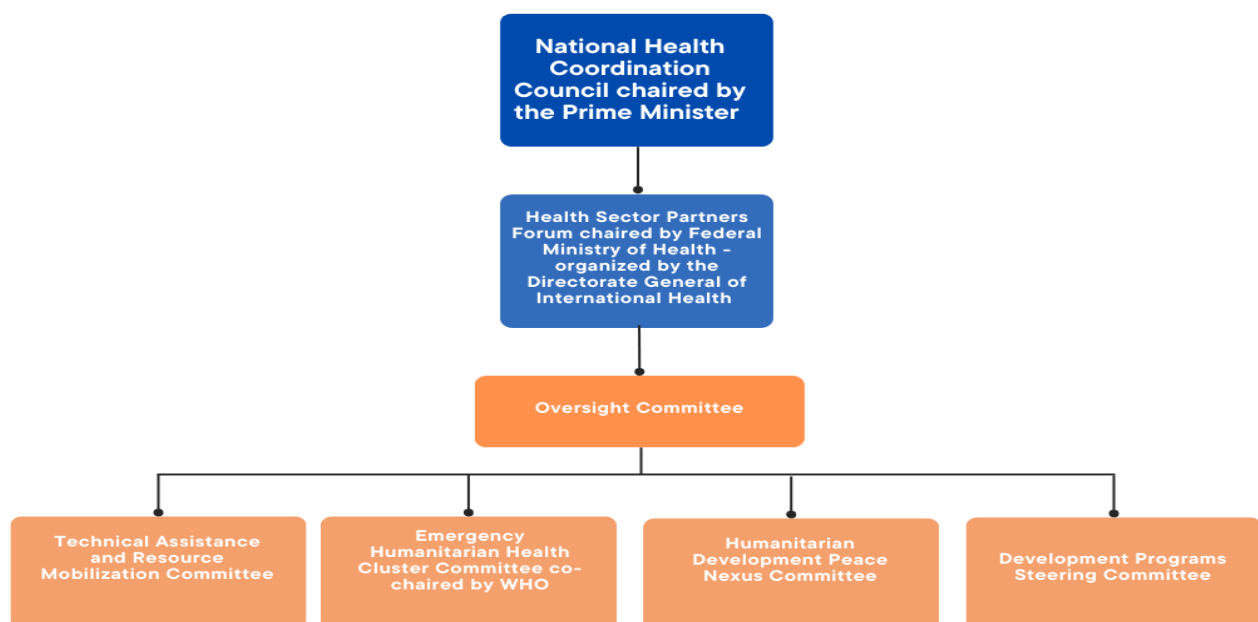 National Health
Coordination
Council chaired by
the Prime Minister
Health Sector Partners
Forum chaired by Federal
Ministry of Health -
organized by the
Directorate General of
International Health
Oversight Committee
Technical Assistance
and Resource
Mobilization Committee
Emergency
Humanitarian Health
Cluster Committee co-
chaired by WHO
Humanitarian
Development Peace
Nexus Committee
Development Programs
Steering Committee